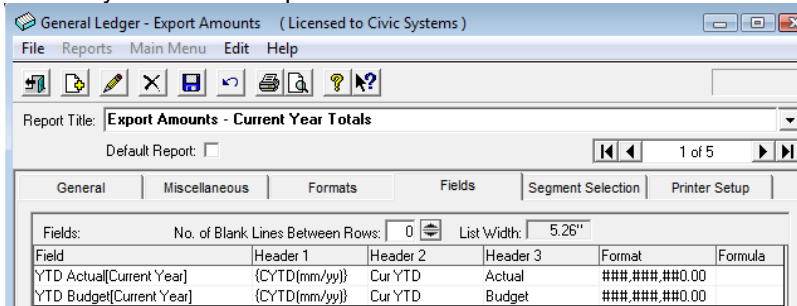 General Ledger - Export Amounts ( Licensed to Civic Systems )
File Reports Main Menu Edit Help
Report Title: Export Amounts - Current Year Totals
Default Report:
1 of 5
General Miscellaneous Formats Fields Segment Selection Printer Setup
Fields: No. of Blank Lines Between Rows: 0 List Width: 5.26"
Field Header 1 Header 2 Header 3 Format Formula
YTD Actual[Current Year] {CYTD(mm/yy)} Cur YTD Actual ###,###,##0.00
YTD Budget[Current Year] {CYTD(mm/yy)} Cur YTD Budget ###,###,##0.00